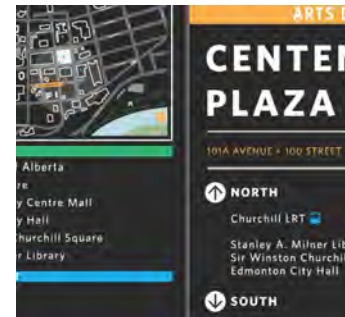 Alberta
re
y Centre Mall
y Hall
Churchill Square
r Library
ARTS D
CENTEN
PLAZA
101A AVENUE + 100 STREET
NORTH
Churchill LRT
Stanley A. Milner Lib
Sir Winston Churchil
Edmonton City Hall
SOUTH